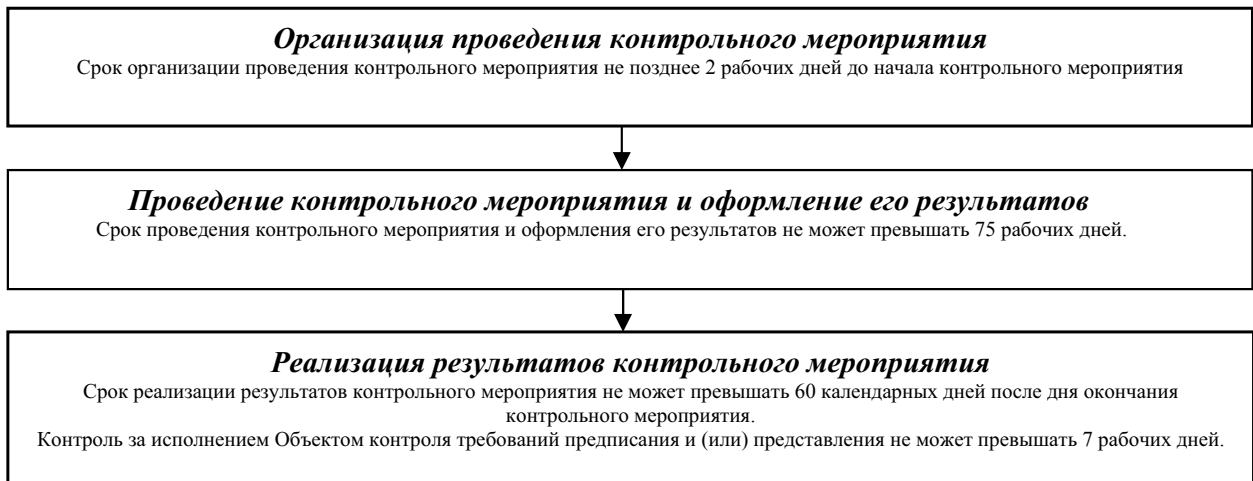 Организация проведения контрольного мероприятия
Срок организации проведения контрольного мероприятия не позднее 2 рабочих дней до начала контрольного мероприятия
Проведение контрольного мероприятия и оформление его результатов
Срок проведения контрольного мероприятия и оформления его результатов не может превышать 75 рабочих дней.
Реализация результатов контрольного мероприятия
Срок реализации результатов контрольного мероприятия не может превышать 60 календарных дней после дня окончания
контрольного мероприятия.
Контроль за исполнением Объектом контроля требований предписания и (или) представления не может превышать 7 рабочих дней.